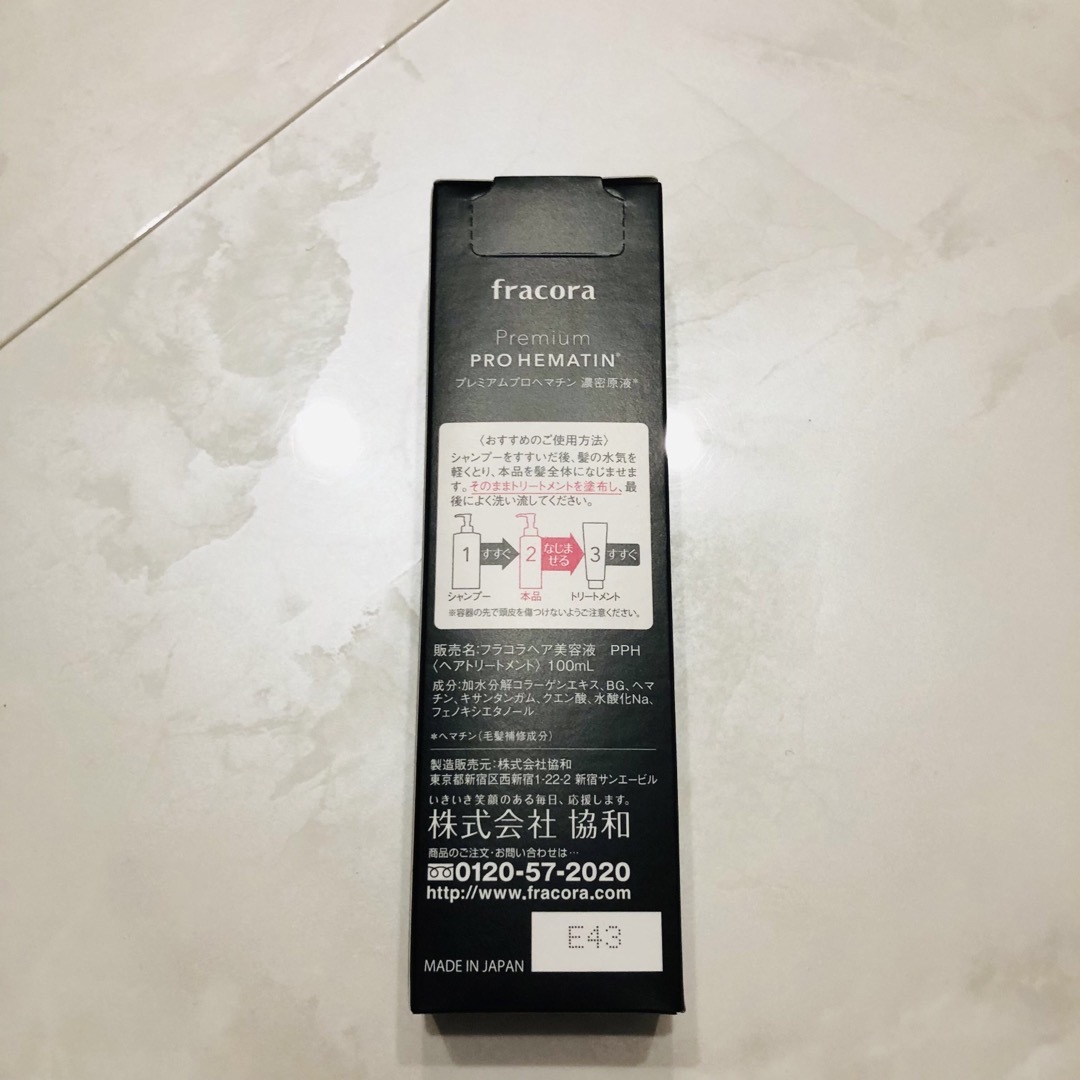 fracora
Premium
PRO HEMATIN®
プレミアムプロヘマチン 濃密原液*
〈おすすめのご使用方法〉
シャンプーをすすいだ後、髪の水気を
軽くとり、本品を髪全体になじませま
す。そのままトリートメントを塗布し、最
後によく洗い流してください。
1 すすぐ 2 なじませる 3 すすぐ
シャンプー 本品 トリートメント
※容器の先で頭皮を傷つけないようご注意ください。
販売名:フラコラヘア美容液 PPH
〈ヘアトリートメント〉 100mL
成分:加水分解コラーゲンエキス、BG、ヘマ
チン、キサンタンガム、クエン酸、水酸化Na、
フェノキシエタノール
*ヘマチン(毛髪補修成分)
製造販売元:株式会社協和
東京都新宿区西新宿1-22-2 新宿サンエービル
いきいき笑顔のある毎日、応援します。
株式会社 協和
商品のご注文・お問い合わせは…
0120-57-2020
http://www.fracora.com
E43
MADE IN JAPAN